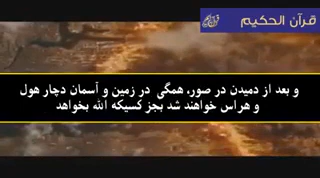 قرآن الحکیم
و بعد از دمیدن در صور، همگی در زمین و آسمان دچار هول
و هراس خواهند شد بجز کسیکه الله بخواهد